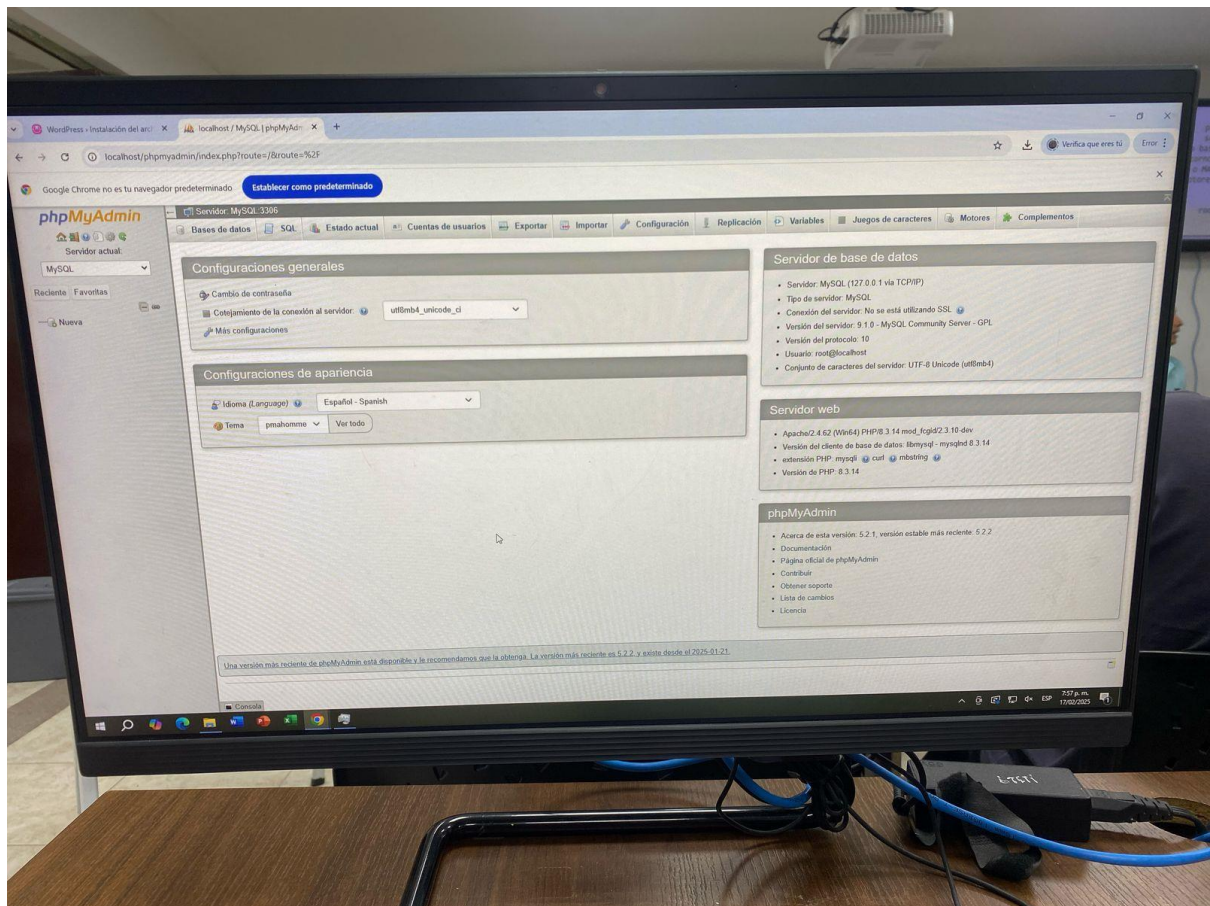 WordPress › Instalación del arc
localhost / MySQL | phpMyAdm
localhost/phpmyadmin/index.php?route=/&route=%2F
Verifica que eres tú
Error
Google Chrome no es tu navegador predeterminado
Establecer como predeterminado
phpMyAdmin
Servidor actual:
MySQL
Reciente Favoritas
Nueva
Servidor: MySQL:3306
Bases de datos SQL Estado actual Cuentas de usuarios Exportar Importar Configuración Replicación Variables Juegos de caracteres Motores Complementos
Configuraciones generales
Cambio de contraseña
Cotejamiento de la conexión al servidor: utf8mb4_unicode_ci
Más configuraciones
Configuraciones de apariencia
Idioma (Language) Español - Spanish
Tema pmahomme Ver todo
Servidor de base de datos
Servidor: MySQL (127.0.0.1 via TCP/IP)
Tipo de servidor: MySQL
Conexión del servidor: No se está utilizando SSL
Versión del servidor: 9.1.0 - MySQL Community Server - GPL
Versión del protocolo: 10
Usuario: root@localhost
Conjunto de caracteres del servidor: UTF-8 Unicode (utf8mb4)
Servidor web
Apache/2.4.62 (Win64) PHP/8.3.14 mod_fcgid/2.3.10-dev
Versión del cliente de base de datos: libmysql - mysqlnd 8.3.14
extensión PHP: mysqli curl mbstring
Versión de PHP: 8.3.14
phpMyAdmin
Acerca de esta versión: 5.2.1, versión estable más reciente: 5.2.2
Documentación
Página oficial de phpMyAdmin
Contribuir
Obtener soporte
Lista de cambios
Licencia
Una versión más reciente de phpMyAdmin está disponible y le recomendamos que la obtenga. La versión más reciente es 5.2.2, y existe desde el 2025-01-21.
Consola
ESP
7:57 p. m.
17/02/2025